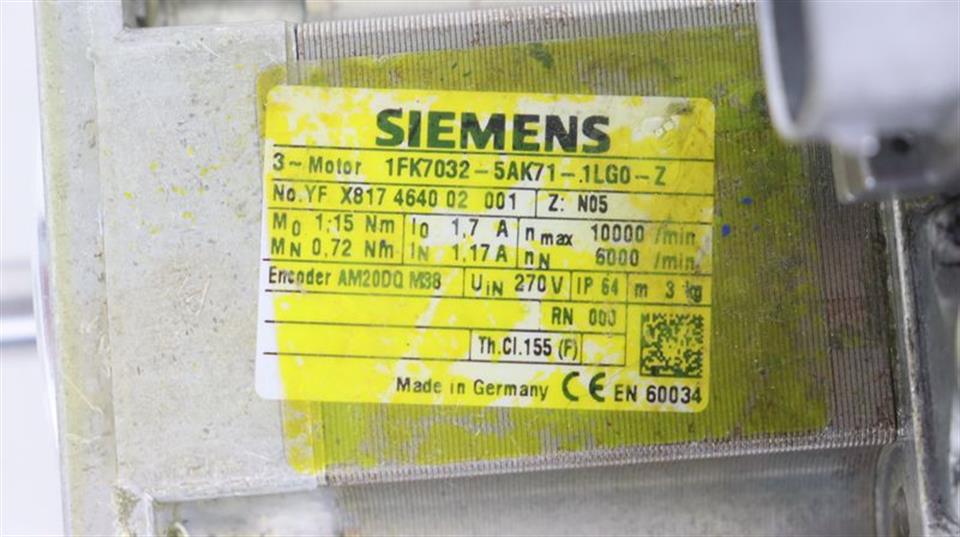 SIEMENS
3~Motor 1FK7032-5AK71-1LG0-Z
No.YF X817 4640 02 001 Z: N05
M0 1,15 Nm I0 1,7 A nmax 10000 /min
MN 0,72 Nm IN 1,17 A nN 6000 /min
Encoder AM20DQ M38 UIN 270 V IP 64 m 3 kg
RN 000
Th.Cl.155 (F)
Made in Germany CE EN 60034